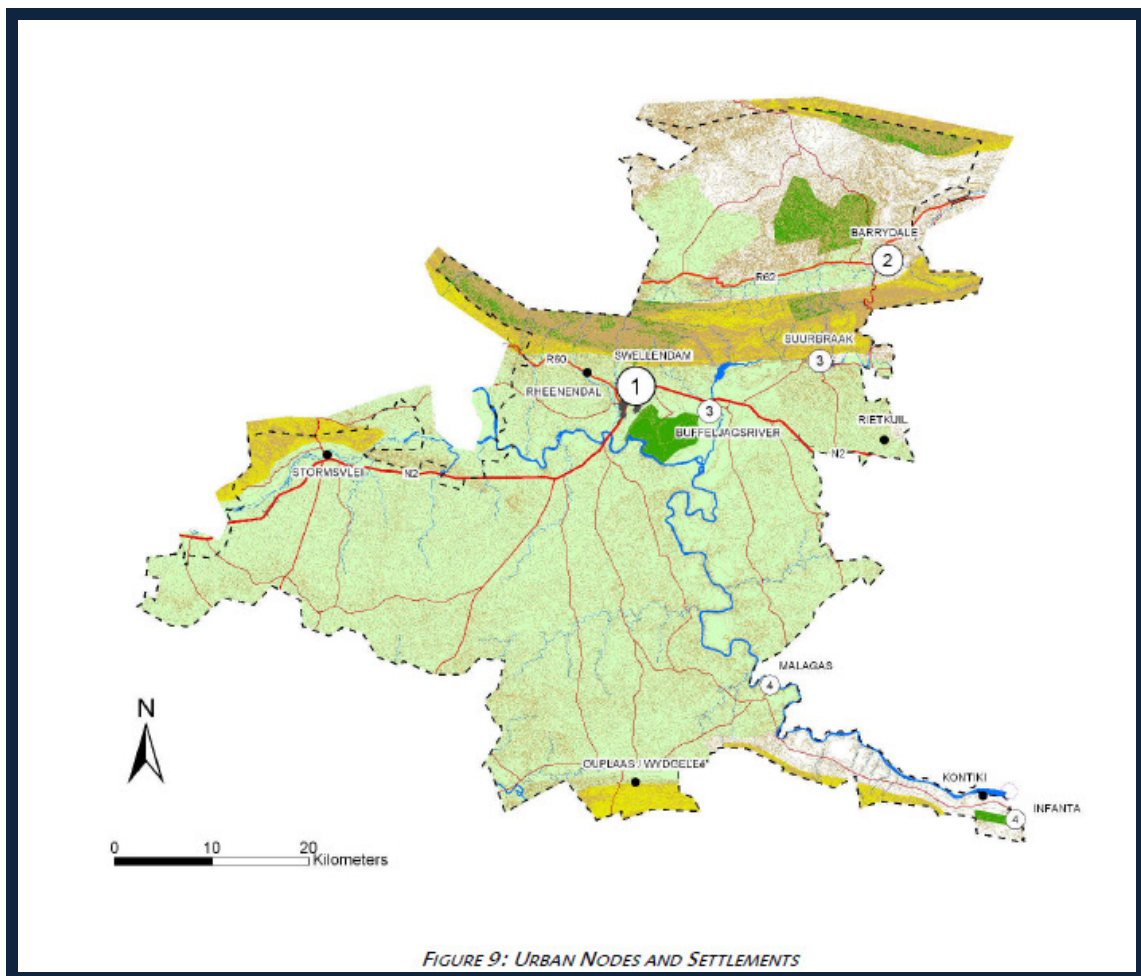 BARRYDALE
2
R62
SUURBRAAK
3
R60
SWELLENDAM
1
RHEENENDAL
3
BUFFELJAGSRIVER
RIETKUIL
N2
STORMSVLEI
N2
MALAGAS
4
N
OUPLAAS / WYDGELEë
KONTIKI
INFANTA
4
0 10 20
Kilometers
FIGURE 9: URBAN NODES AND SETTLEMENTS